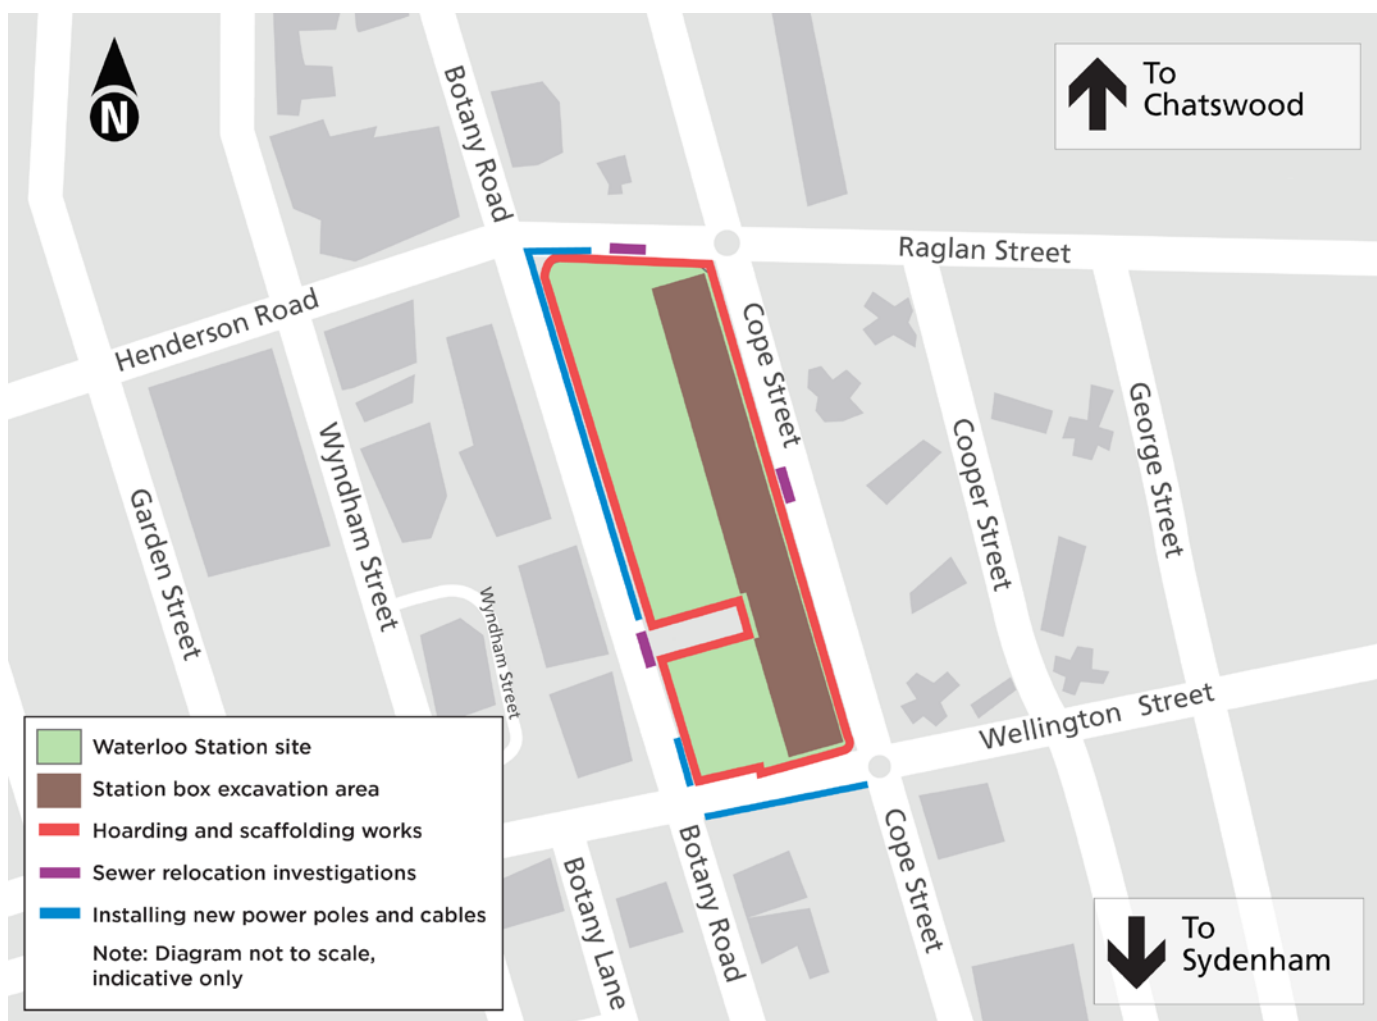 N
To
Chatswood
Botany Road
Raglan Street
Henderson Road
Cope Street
Wyndham Street
Garden Street
Cooper Street
George Street
Wyndham Street
Wellington Street
Botany Lane
Botany Road
Cope Street
Waterloo Station site
Station box excavation area
Hoarding and scaffolding works
Sewer relocation investigations
Installing new power poles and cables
Note: Diagram not to scale,
indicative only
To
Sydenham